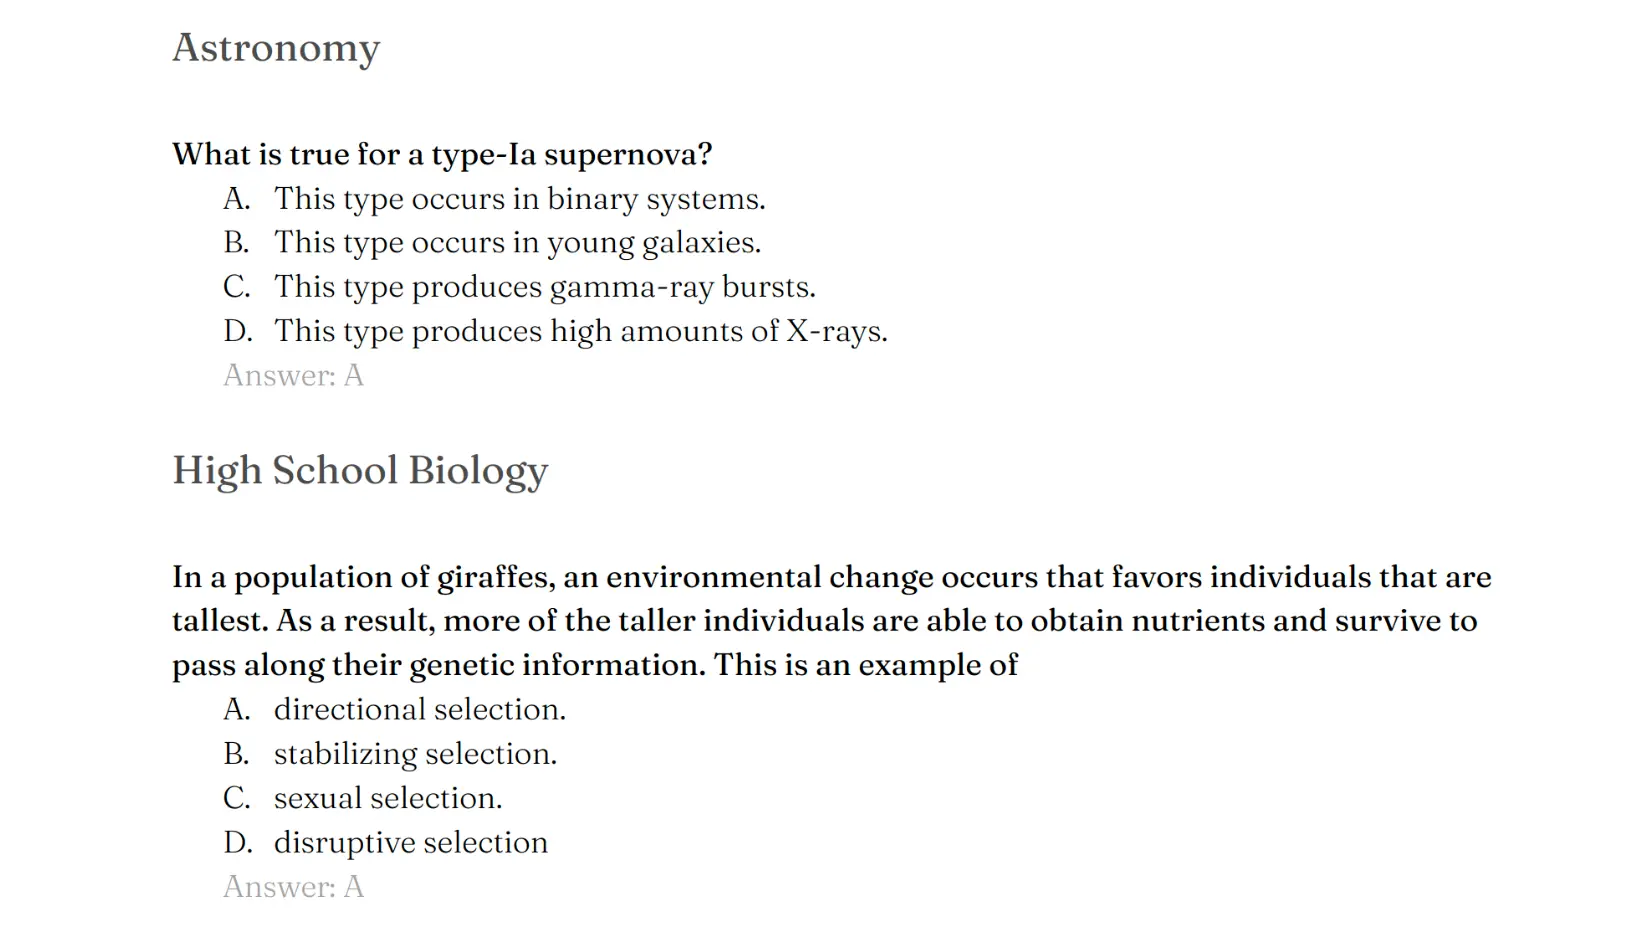 Astronomy
What is true for a type-Ia supernova?
A. This type occurs in binary systems.
B. This type occurs in young galaxies.
C. This type produces gamma-ray bursts.
D. This type produces high amounts of X-rays.
Answer: A
High School Biology
In a population of giraffes, an environmental change occurs that favors individuals that are
tallest. As a result, more of the taller individuals are able to obtain nutrients and survive to
pass along their genetic information. This is an example of
A. directional selection.
B. stabilizing selection.
C. sexual selection.
D. disruptive selection
Answer: A